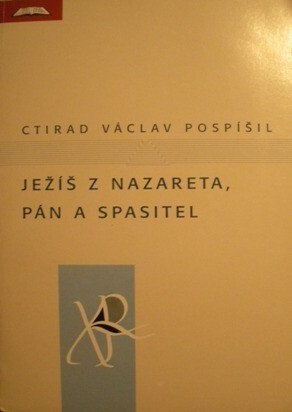 CTIRAD VÁCLAV POSPÍŠIL
JEŽÍŠ Z NAZARETA,
PÁN A SPASITEL